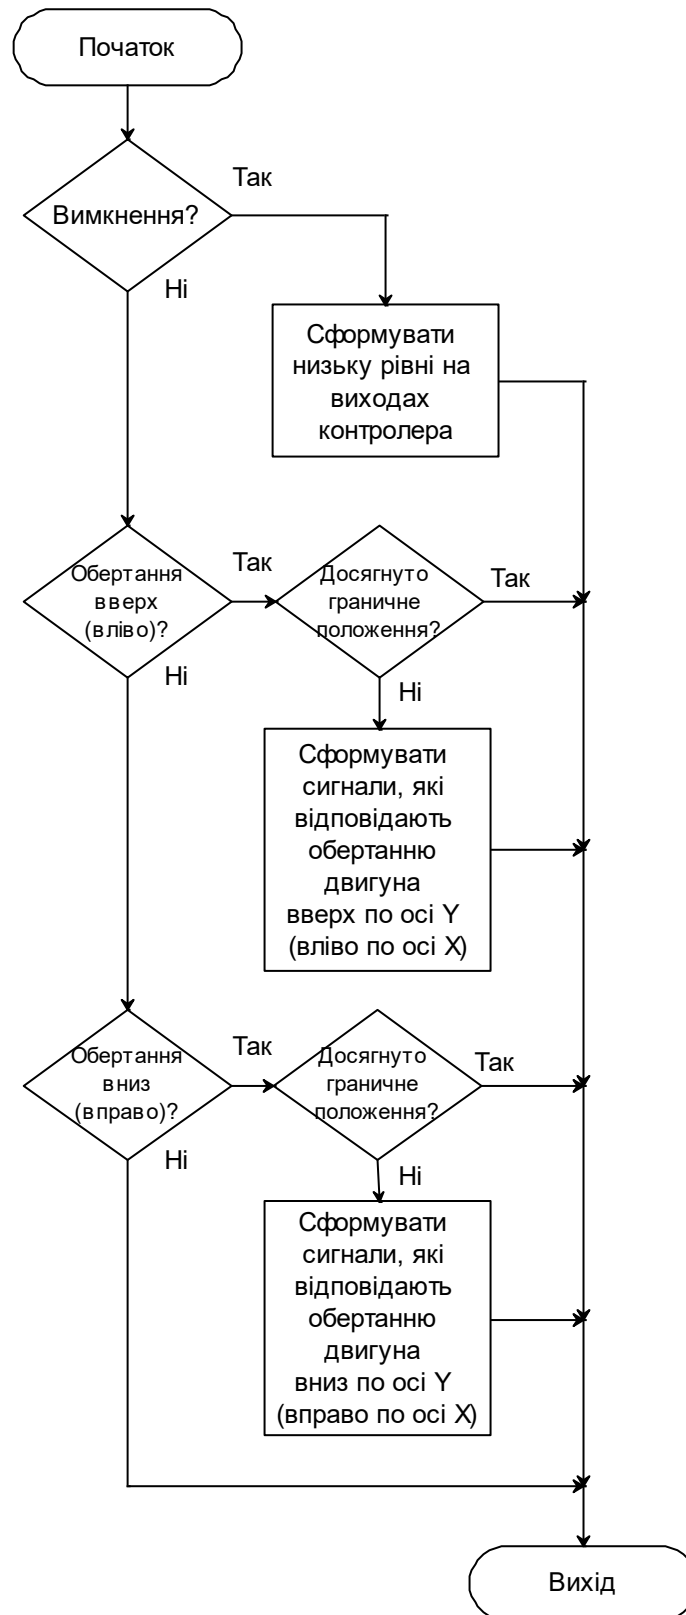 Початок
Так
Вимкнення?
Ні
Сформувати
низьку рівні на
виходах
контролера
Обертання
вверх
(вліво)?
Так
Досягнуто
граничне
положення?
Так
Ні
Ні
Сформувати
сигнали, які
відповідають
обертанню
двигуна
вверх по осі Y
(вліво по осі X)
Обертання
вниз
(вправо)?
Так
Досягнуто
граничне
положення?
Так
Ні
Ні
Сформувати
сигнали, які
відповідають
обертанню
двигуна
вниз по осі Y
(вправо по осі X)
Вихід